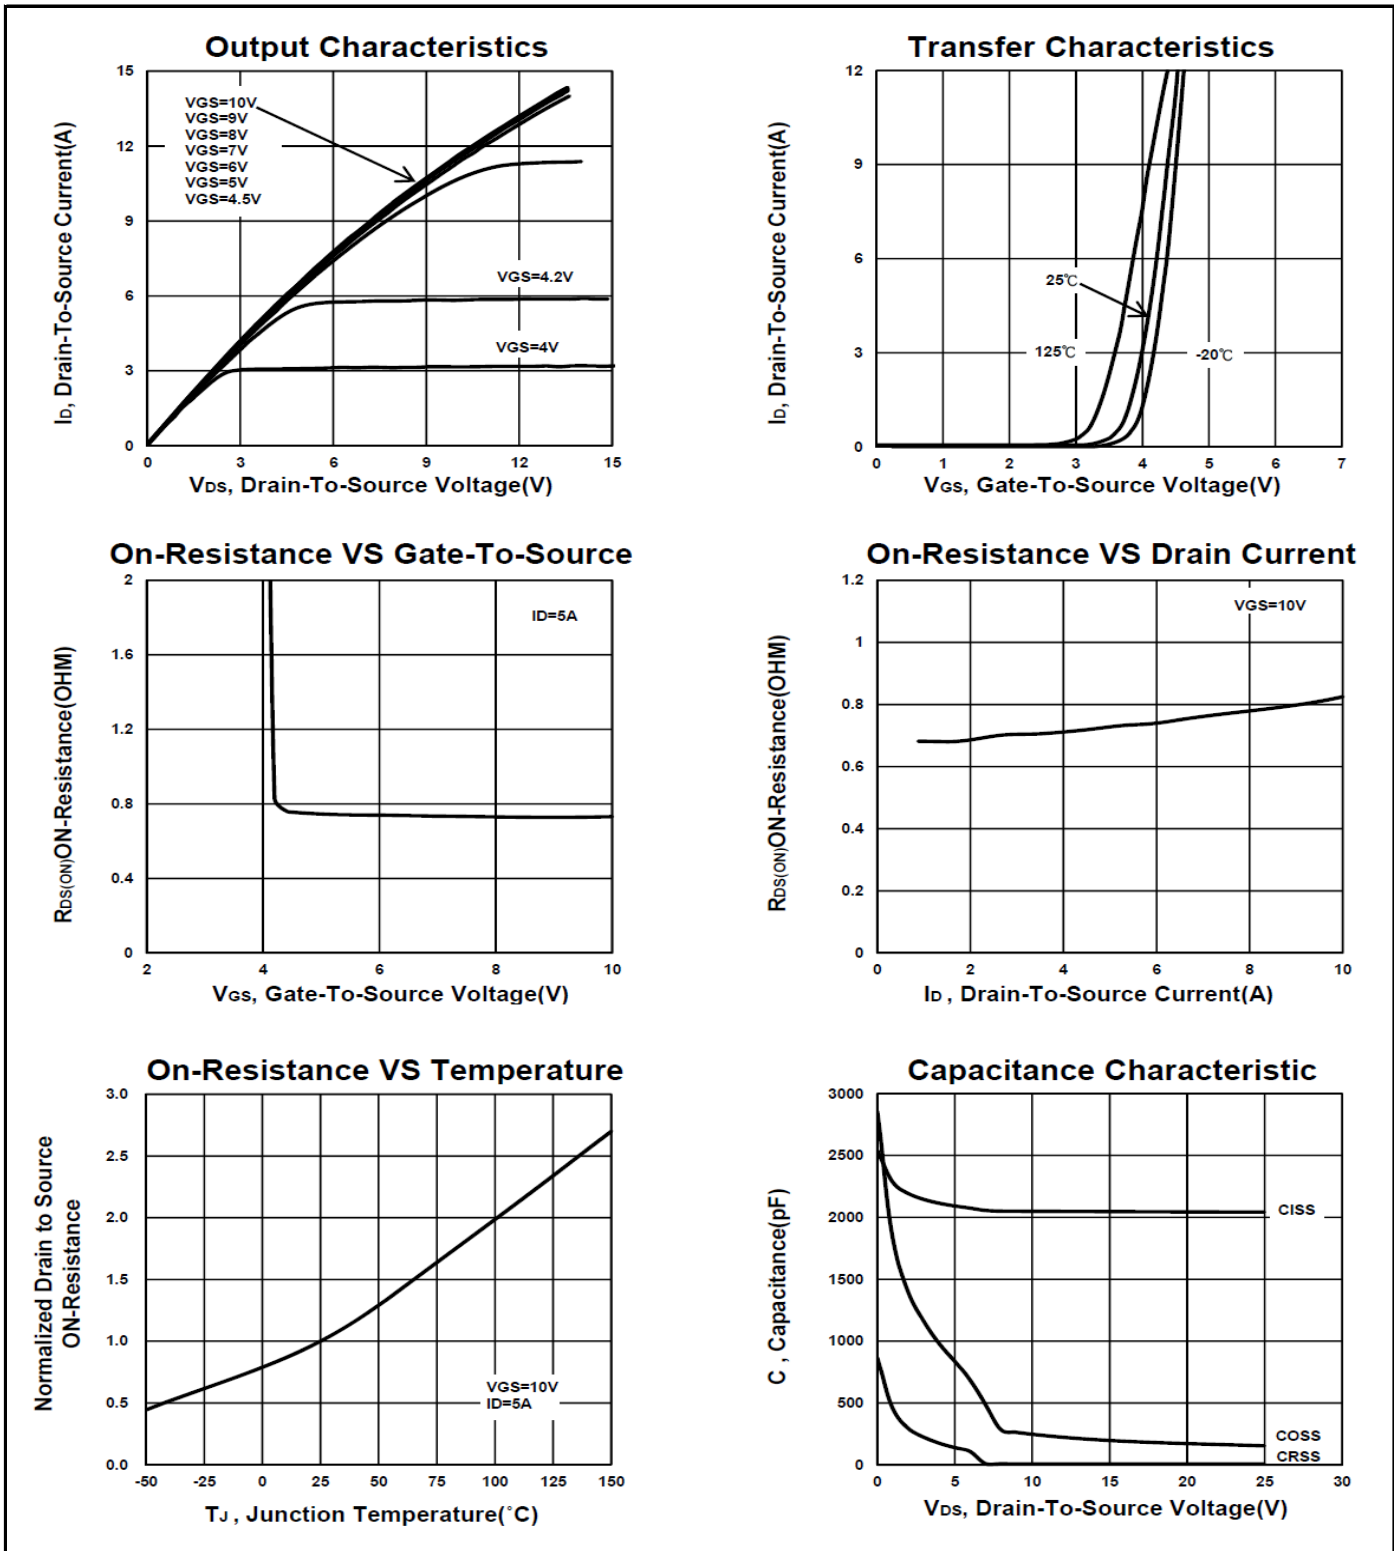 Output Characteristics
15
12
9
6
3
0
0 3 6 9 12 15
ID, Drain-To-Source Current(A)
VGS=10V
VGS=9V
VGS=8V
VGS=7V
VGS=6V
VGS=5V
VGS=4.5V
VGS=4.2V
VGS=4V
VDS, Drain-To-Source Voltage(V)
Transfer Characteristics
12
9
6
3
0
0 1 2 3 4 5 6 7
ID, Drain-To-Source Current(A)
25℃
125℃
-20℃
VGS, Gate-To-Source Voltage(V)
On-Resistance VS Gate-To-Source
2
1.6
1.2
0.8
0.4
0
2 4 6 8 10
RDS(ON)ON-Resistance(OHM)
ID=5A
VGS, Gate-To-Source Voltage(V)
On-Resistance VS Drain Current
1.2
1
0.8
0.6
0.4
0.2
0
0 2 4 6 8 10
RDS(ON)ON-Resistance(OHM)
VGS=10V
ID , Drain-To-Source Current(A)
On-Resistance VS Temperature
3.0
2.5
2.0
1.5
1.0
0.5
0.0
-50 -25 0 25 50 75 100 125 150
Normalized Drain to Source
ON-Resistance
VGS=10V
ID=5A
TJ , Junction Temperature(˚C)
Capacitance Characteristic
3000
2500
2000
1500
1000
500
0
0 5 10 15 20 25 30
C , Capacitance(pF)
CISS
COSS
CRSS
VDS, Drain-To-Source Voltage(V)